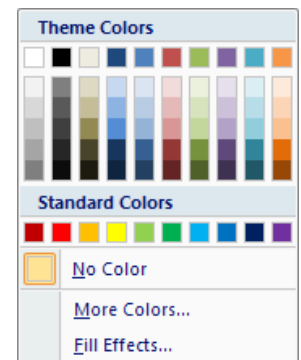 Theme Colors
Standard Colors
No Color
More Colors...
Fill Effects...